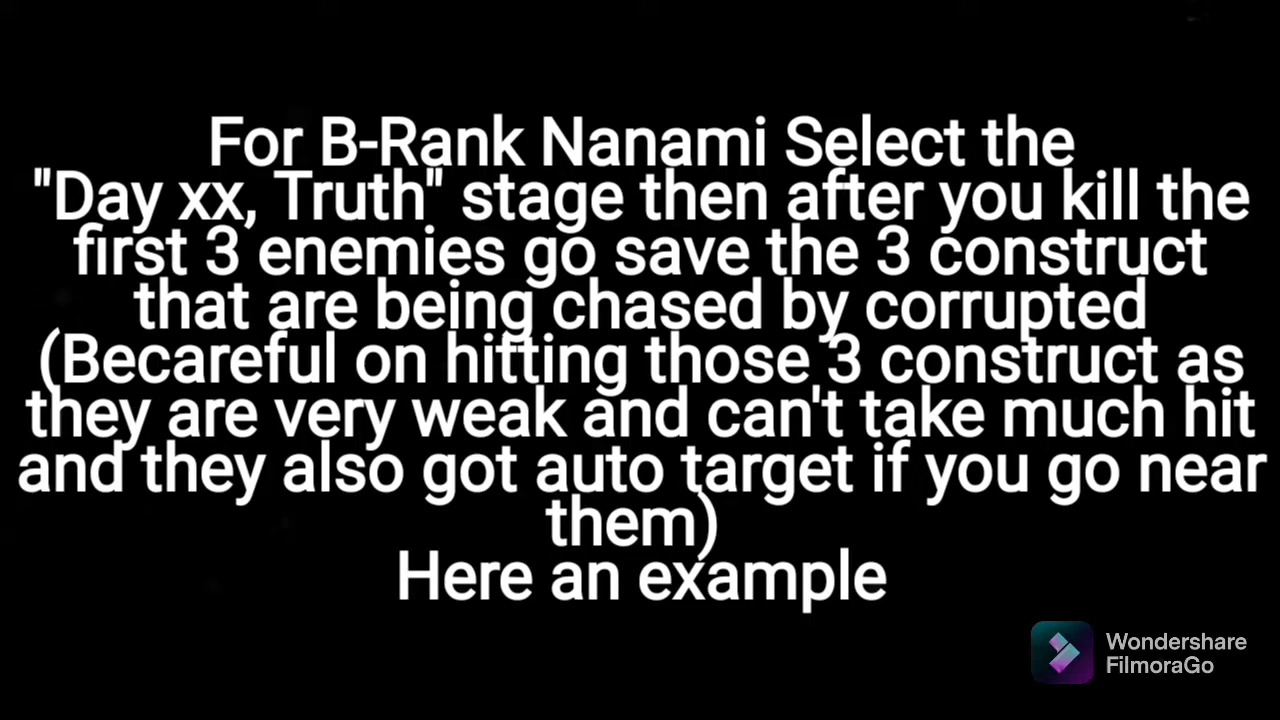 For B-Rank Nanami Select the
"Day xx, Truth" stage then after you kill the
first 3 enemies go save the 3 construct
that are being chased by corrupted
(Becareful on hitting those 3 construct as
they are very weak and can't take much hit
and they also got auto target if you go near
them)
Here an example
Wondershare
FilmoraGo